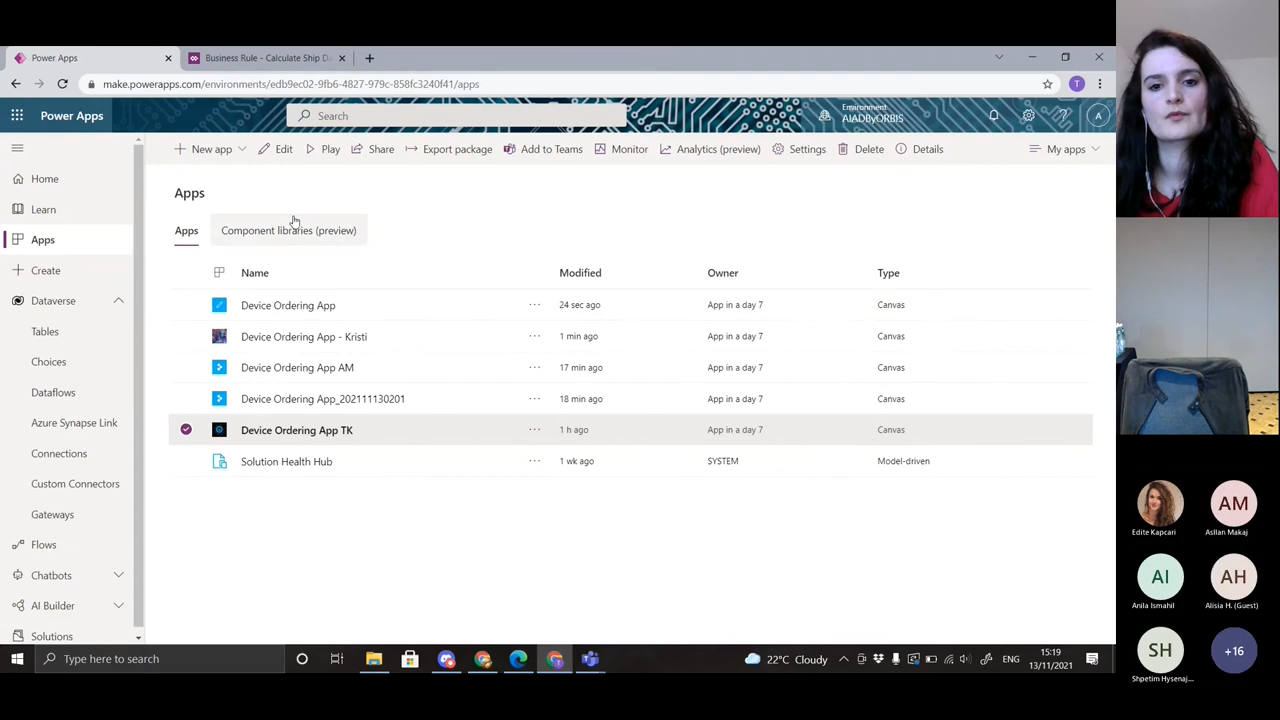 Power Apps
Business Rule - Calculate Ship Da
make.powerapps.com/environments/edb9ec02-9fb6-4827-979c-858fc3240f41/apps
Power Apps
Search
Environment
AIADByORBIS
A
New app
Edit
Play
Share
Export package
Add to Teams
Monitor
Analytics (preview)
Settings
Delete
Details
My apps
Home
Learn
Apps
Create
Dataverse
Tables
Choices
Dataflows
Azure Synapse Link
Connections
Custom Connectors
Gateways
Flows
Chatbots
AI Builder
Solutions
Apps
Apps
Component libraries (preview)
Name Modified Owner Type
Device Ordering App ... 24 sec ago App in a day 7 Canvas
Device Ordering App - Kristi ... 1 min ago App in a day 7 Canvas
Device Ordering App AM ... 17 min ago App in a day 7 Canvas
Device Ordering App_202111130201 ... 18 min ago App in a day 7 Canvas
Device Ordering App TK ... 1 h ago App in a day 7 Canvas
Solution Health Hub ... 1 wk ago SYSTEM Model-driven
Type here to search
22°C Cloudy
ENG
15:19
13/11/2021
Edite Kapcari
AM
Asllan Makaj
AI
Anila Ismahil
AH
Alisia H. (Guest)
SH
Shpetim Hysenaj...
+16